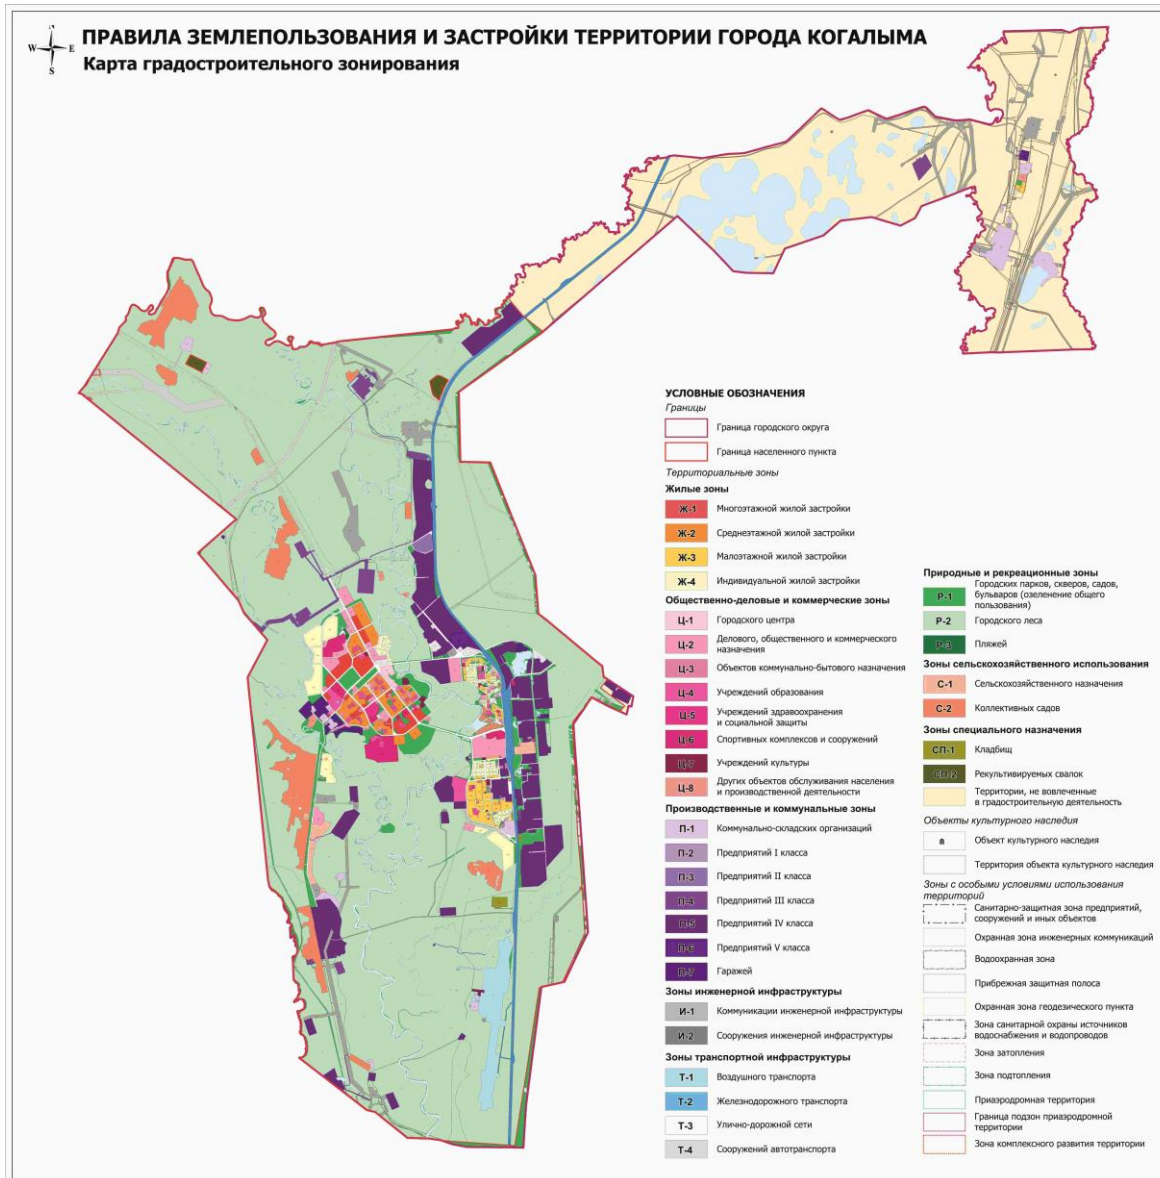 N
W E
S
ПРАВИЛА ЗЕМЛЕПОЛЬЗОВАНИЯ И ЗАСТРОЙКИ ТЕРРИТОРИИ ГОРОДА КОГАЛЫМА
Карта градостроительного зонирования
УСЛОВНЫЕ ОБОЗНАЧЕНИЯ
Границы
Граница городского округа
Граница населенного пункта
Территориальные зоны
Жилые зоны
Ж-1 Многоэтажной жилой застройки
Ж-2 Среднеэтажной жилой застройки
Ж-3 Малоэтажной жилой застройки
Ж-4 Индивидуальной жилой застройки
Общественно-деловые и коммерческие зоны
Ц-1 Городского центра
Ц-2 Делового, общественного и коммерческого
назначения
Ц-3 Объектов коммунально-бытового назначения
Ц-4 Учреждений образования
Ц-5 Учреждений здравоохранения
и социальной защиты
Ц-6 Спортивных комплексов и сооружений
Ц-7 Учреждений культуры
Ц-8 Других объектов обслуживания населения
и производственной деятельности
Производственные и коммунальные зоны
П-1 Коммунально-складских организаций
П-2 Предприятий I класса
П-3 Предприятий II класса
П-4 Предприятий III класса
П-5 Предприятий IV класса
П-6 Предприятий V класса
П-7 Гаражей
Зоны инженерной инфраструктуры
И-1 Коммуникации инженерной инфраструктуры
И-2 Сооружения инженерной инфраструктуры
Зоны транспортной инфраструктуры
Т-1 Воздушного транспорта
Т-2 Железнодорожного транспорта
Т-3 Улично-дорожной сети
Т-4 Сооружений автотранспорта
Природные и рекреационные зоны
Р-1 Городских парков, скверов, садов,
бульваров (озеленение общего
пользования)
Р-2 Городского леса
Р-3 Пляжей
Зоны сельскохозяйственного использования
С-1 Сельскохозяйственного назначения
С-2 Коллективных садов
Зоны специального назначения
СП-1 Кладбищ
СП-2 Рекультивируемых свалок
Территории, не вовлеченные
в градостроительную деятельность
Объекты культурного наследия
Объект культурного наследия
Территория объекта культурного наследия
Зоны с особыми условиями использования
территорий
Санитарно-защитная зона предприятий,
сооружений и иных объектов
Охранная зона инженерных коммуникаций
Водоохранная зона
Прибрежная защитная полоса
Охранная зона геодезического пункта
Зона санитарной охраны источников
водоснабжения и водопроводов
Зона затопления
Зона подтопления
Приаэродромная территория
Граница подзон приаэродромной
территории
Зона комплексного развития территории